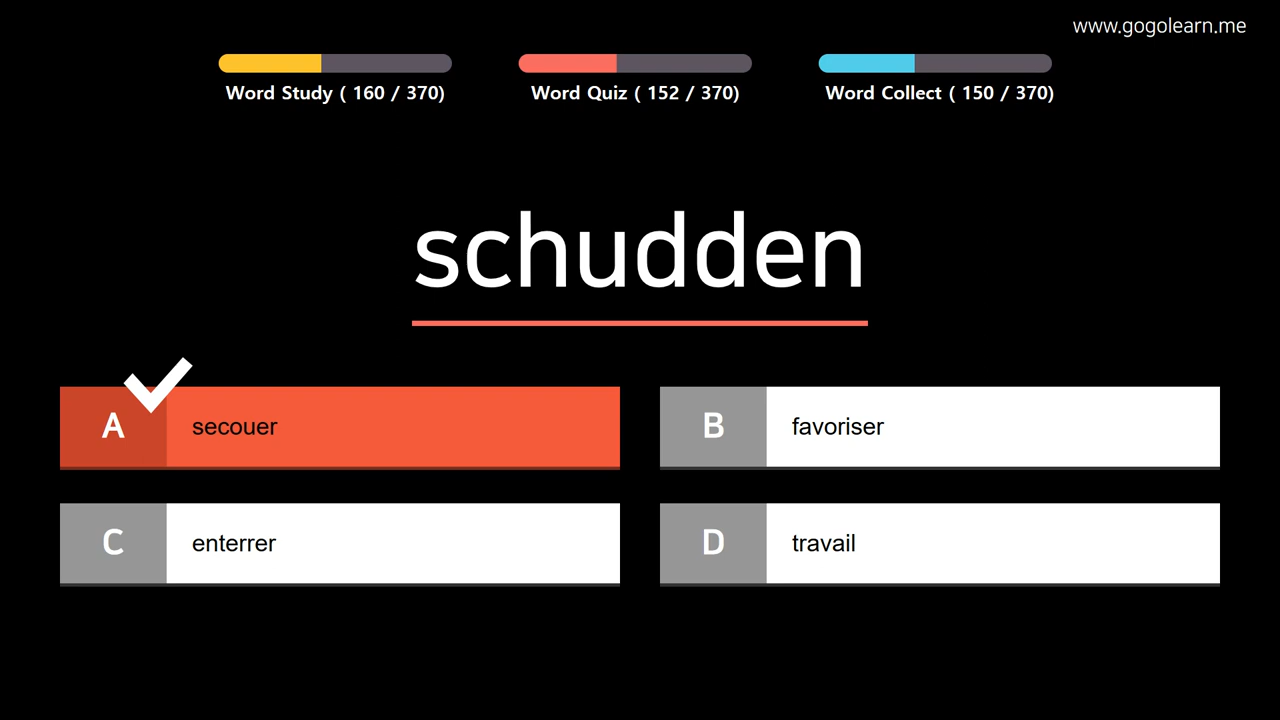 www.gogolearn.me
Word Study ( 160 / 370)
Word Quiz ( 152 / 370)
Word Collect ( 150 / 370)
schudden
A secouer
B favoriser
C enterrer
D travail